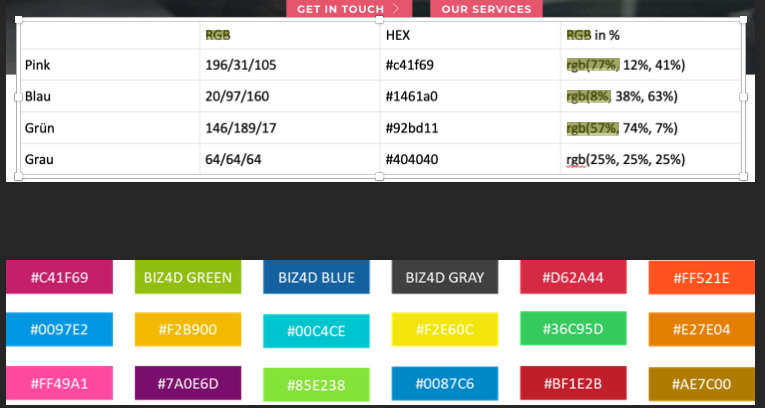 GET IN TOUCH OUR SERVICES
RGB HEX RGB in %
Pink 196/31/105 #c41f69 rgb(77%, 12%, 41%)
Blau 20/97/160 #1461a0 rgb(8%, 38%, 63%)
Grün 146/189/17 #92bd11 rgb(57%, 74%, 7%)
Grau 64/64/64 #404040 rgb(25%, 25%, 25%)
#C41F69 BIZ4D GREEN BIZ4D BLUE BIZ4D GRAY #D62A44 #FF521E
#0097E2 #F2B900 #00C4CE #F2E60C #36C95D #E27E04
#FF49A1 #7A0E6D #85E238 #0087C6 #BF1E2B #AE7C00